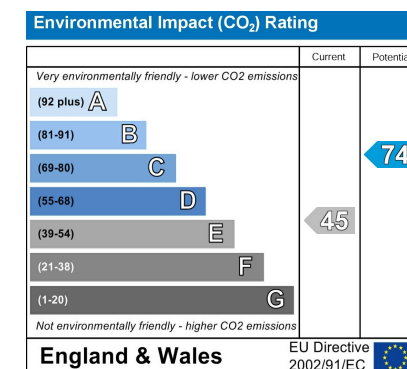 Environmental Impact (CO₂) Rating
Current
Very environmentally friendly - lower CO2 emissions
(92 plus) A
(81-91) B
(69-80) C
74
(55-68) D
(39-54) E
45
(21-38) F
(1-20) G
Not environmentally friendly - higher CO2 emissions
England & Wales
EU Directive
2002/91/EC